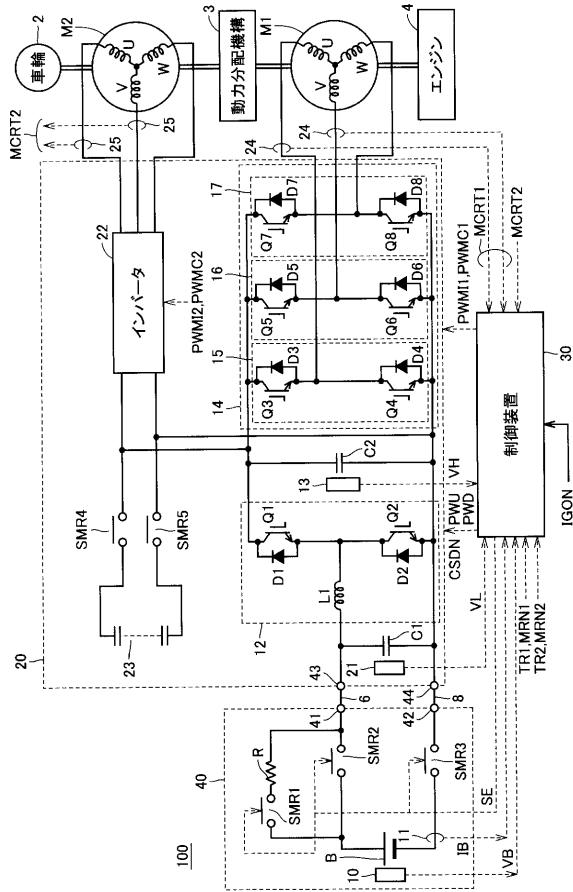 100
20
40
SMR1
R
41
43
6
SMR2
B
10
11
42
44
8
SMR3
IB
VB
SE
21
C1
VL
12
L1
D1
Q1
D2
Q2
13
C2
VH
CSDN
PWU
PWD
23
SMR4
SMR5
インバータ
22
PWMI2,PWMC2
14
15
Q3
D3
Q4
D4
16
Q5
D5
Q6
D6
17
Q7
D7
Q8
D8
PWMI1,PWMC1
MCRT1
MCRT2
24
24
25
25
MCRT2
M2
U
V
W
車輪
2
動力分配機構
3
M1
U
V
W
エンジン
4
制御装置
30
IGON
TR1,MRN1
TR2,MRN2